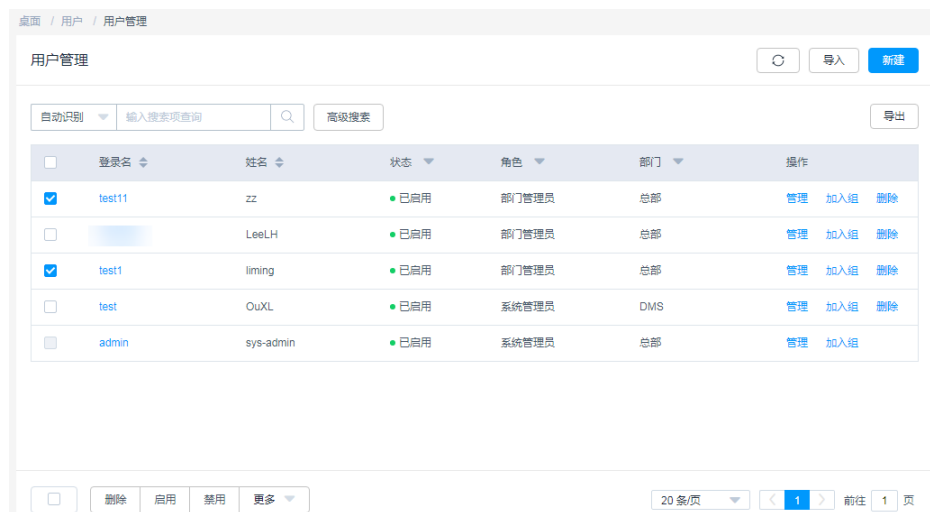 桌面 / 用户 / 用户管理
用户管理 导入 新建
自动识别 输入搜索项查询 高级搜索 导出
登录名 姓名 状态 角色 部门 操作
test11 zz 已启用 部门管理员 总部 管理 加入组 删除
LeeLH 已启用 部门管理员 总部 管理 加入组 删除
test1 liming 已启用 部门管理员 总部 管理 加入组 删除
test OuXL 已启用 系统管理员 DMS 管理 加入组 删除
admin sys-admin 已启用 系统管理员 总部 管理 加入组
删除 启用 禁用 更多 20 条/页 1 前往 1 页